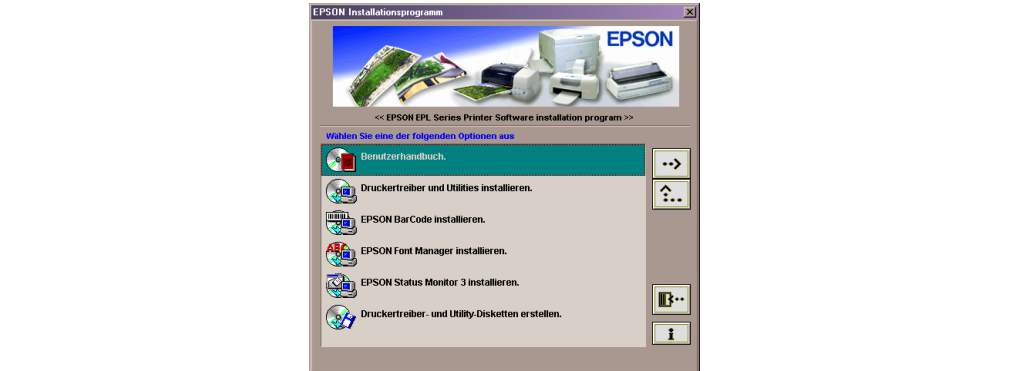 EPSON Installationsprogramm
EPSON
<< EPSON EPL Series Printer Software installation program >>
Wählen Sie eine der folgenden Optionen aus
Benutzerhandbuch.
Druckertreiber und Utilities installieren.
EPSON BarCode installieren.
EPSON Font Manager installieren.
EPSON Status Monitor 3 installieren.
Druckertreiber- und Utility-Disketten erstellen.
ABC
i